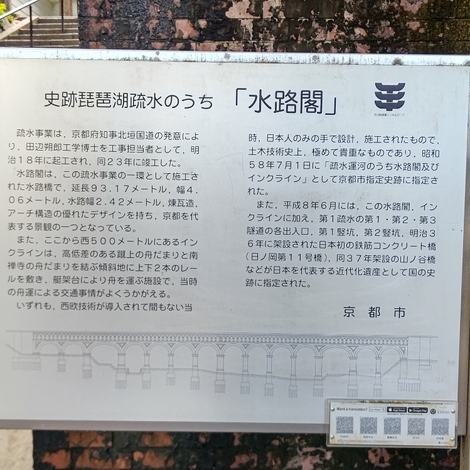 史跡琵琶湖疏水のうち「水路閣」
疏水事業は、京都府知事北垣国道の発意によ
り、田辺朔郎工学博士を工事担当者として、明
治18年に起工され、同23年に竣工した。
水路閣は、この疏水事業の一環として施工さ
れた水路橋で、延長93.17メートル、幅4.
06メートル、水路幅2.42メートル、煉瓦造、
アーチ構造の優れたデザインを持ち、京都を代
表する景観の一つとなっている。
また、ここから西500メートルにあるイン
クラインは、高低差のある蹴上の舟だまりと南
禅寺の舟だまりを結ぶ傾斜地に上下2本のレー
ルを敷き、艇架台により舟を運ぶ施設で、当時
の舟運による交通事情がよくうかがえる。
いずれも、西欧技術が導入されて間もない当
時、日本人のみの手で設計、施工されたもので、
土木技術史上、極めて貴重なものであり、昭和
58年7月1日に「疏水運河のうち水路閣及び
インクライン」として京都市指定史跡に指定さ
れた。
また、平成8年6月には、この水路閣、イン
クラインに加え、第1疏水の第1・第2・第3
隧道の各出入口、第1竪坑、第2竪坑、明治3
6年に架設された日本初の鉄筋コンクリート橋
(日ノ岡第11号橋)、同37年架設の山ノ谷橋
などが日本を代表する近代化遺産として国の史
跡に指定された。
京都市
Want a translation?
App Store
Google Play